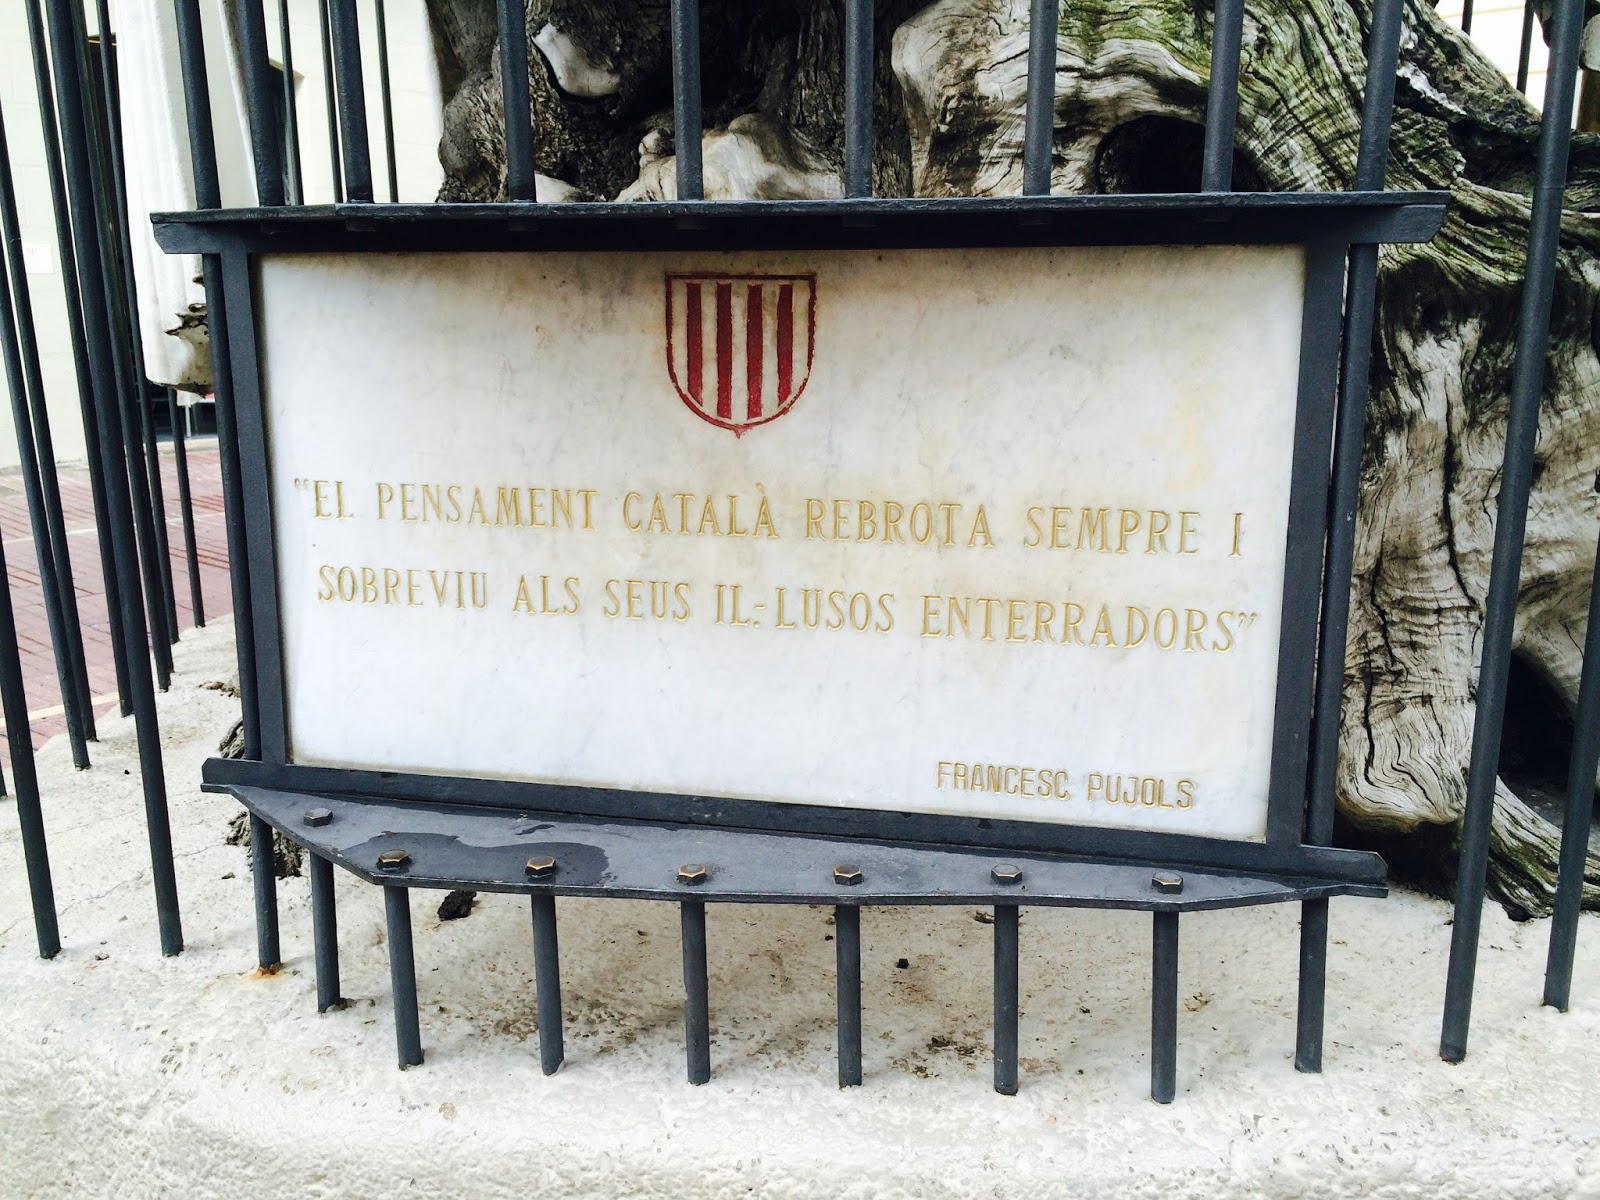 “EL PENSAMENT CATALÀ REBROTA SEMPRE I
SOBREVIU ALS SEUS IL·-LUSOS ENTERRADORS”
FRANCESC PUJOLS